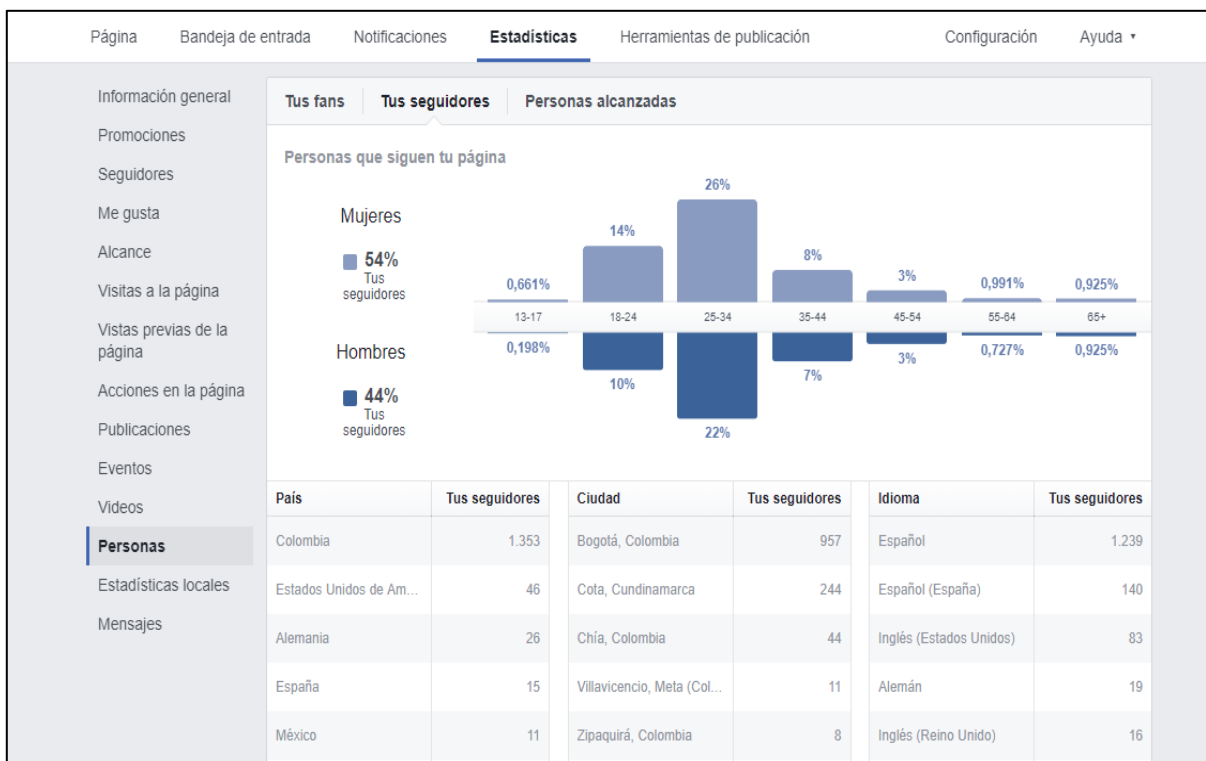 Página Bandeja de entrada Notificaciones Estadísticas Herramientas de publicación Configuración Ayuda
Información general
Promociones
Seguidores
Me gusta
Alcance
Visitas a la página
Vistas previas de la
página
Acciones en la página
Publicaciones
Eventos
Videos
Personas
Estadísticas locales
Mensajes
Tus fans Tus seguidores Personas alcanzadas
Personas que siguen tu página
Mujeres
54%
Tus
seguidores
0,661% 14% 26% 8% 3% 0,991% 0,925%
13-17 18-24 25-34 35-44 45-54 55-64 65+
0,198% 10% 22% 7% 3% 0,727% 0,925%
Hombres
44%
Tus
seguidores
País Tus seguidores Ciudad Tus seguidores Idioma Tus seguidores
Colombia 1.353 Bogotá, Colombia 957 Español 1.239
Estados Unidos de Am... 46 Cota, Cundinamarca 244 Español (España) 140
Alemania 26 Chía, Colombia 44 Inglés (Estados Unidos) 83
España 15 Villavicencio, Meta (Col... 11 Alemán 19
México 11 Zipaquirá, Colombia 8 Inglés (Reino Unido) 16